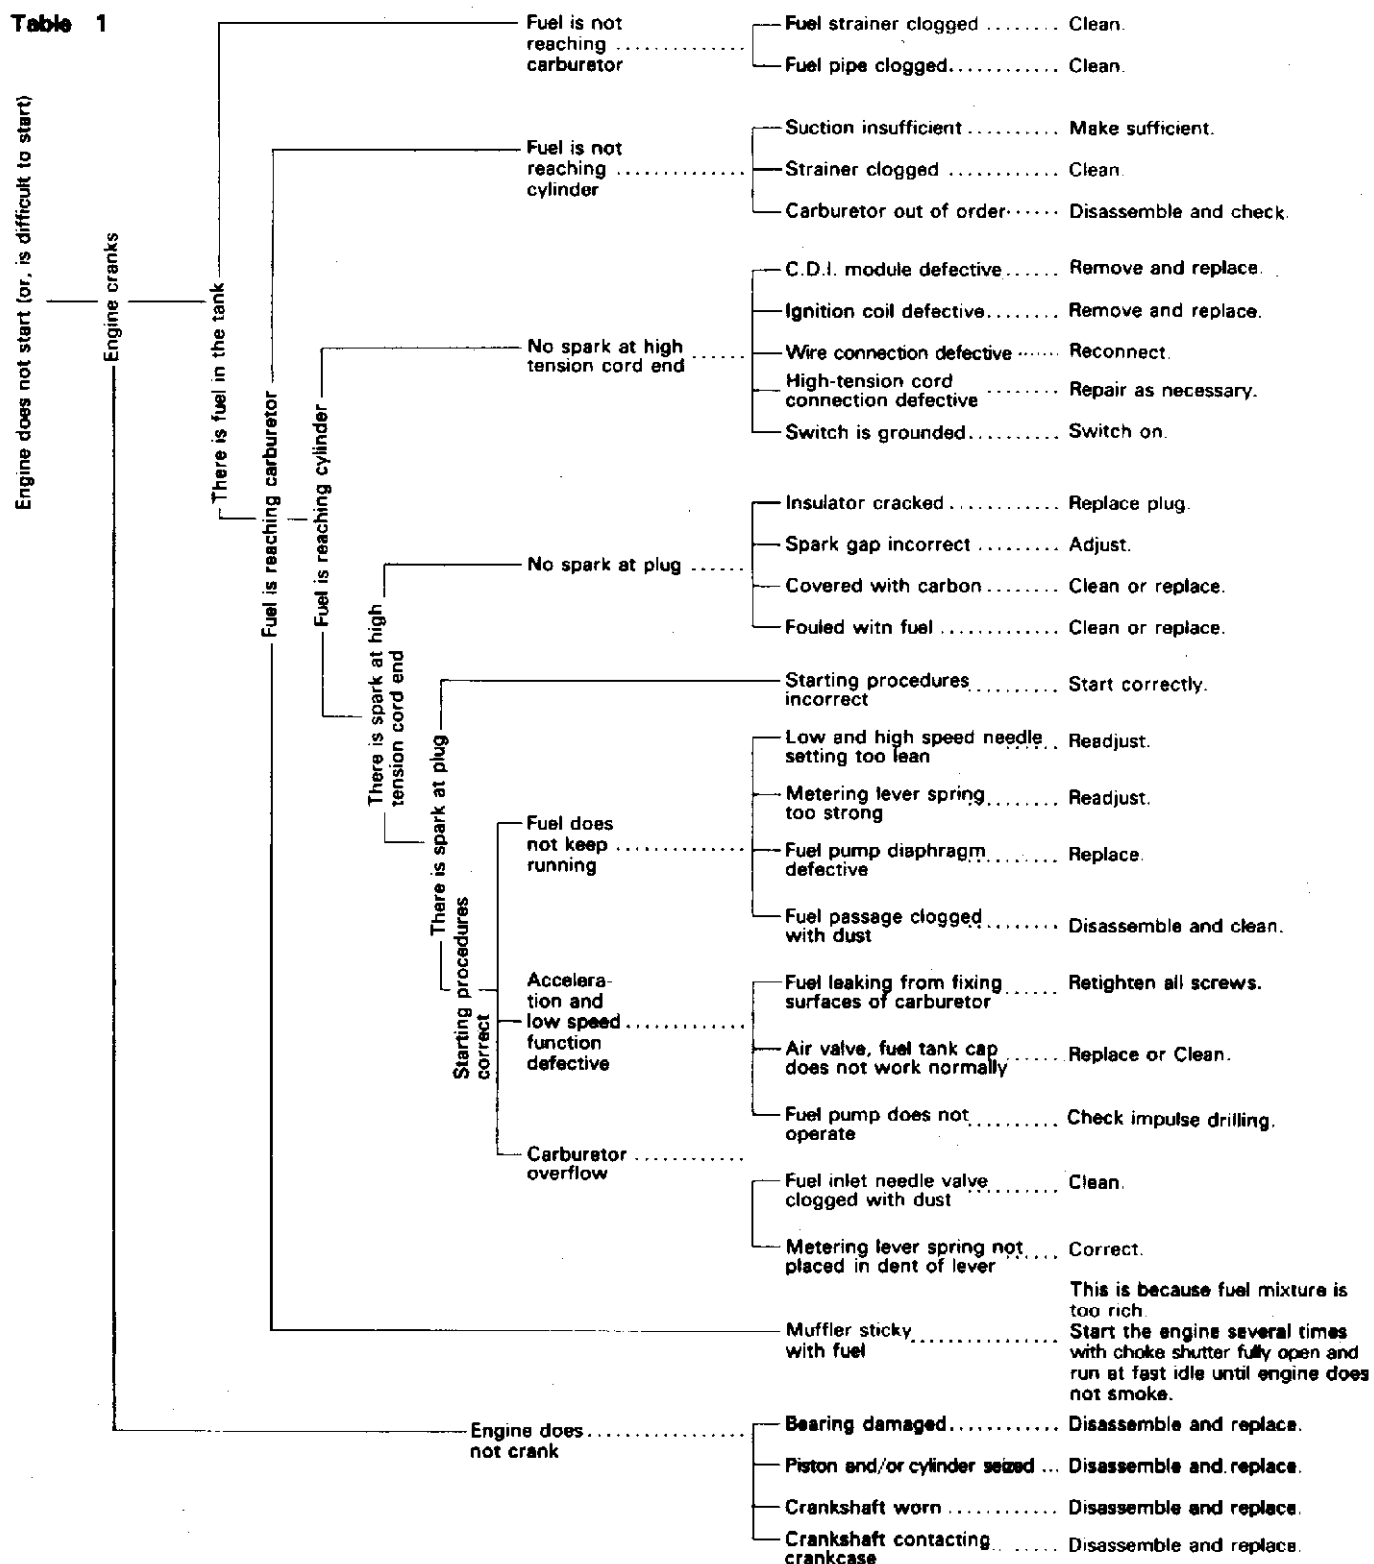 Table 1
Engine does not start (or, is difficult to start)
Engine cranks
There is fuel in the tank
Fuel is reaching carburetor
Fuel is reaching cylinder
There is spark at high
tension cord end
There is spark at plug
Starting procedures
correct
Fuel is not
reaching ............
carburetor
Fuel strainer clogged ........ Clean.
Fuel pipe clogged............ Clean.
Fuel is not
reaching ............
cylinder
Suction insufficient .......... Make sufficient.
Strainer clogged ............ Clean.
Carburetor out of order...... Disassemble and check.
No spark at high
tension cord end .....
C.D.I. module defective...... Remove and replace.
Ignition coil defective........ Remove and replace.
Wire connection defective ...... Reconnect.
High-tension cord
connection defective ........ Repair as necessary.
Switch is grounded.......... Switch on.
No spark at plug .....
Insulator cracked ............ Replace plug.
Spark gap incorrect ......... Adjust.
Covered with carbon........ Clean or replace.
Fouled witn fuel ............. Clean or replace.
Starting procedures
incorrect ......... Start correctly.
Fuel does
not keep ............
running
Low and high speed needle
setting too lean .... Readjust.
Metering lever spring
too strong ........ Readjust.
Fuel pump diaphragm
defective ........ Replace.
Fuel passage clogged
with dust ......... Disassemble and clean.
Accelera-
tion and
low speed ............
function
defective
Fuel leaking from fixing
surfaces of carburetor ...... Retighten all screws.
Air valve, fuel tank cap
does not work normally ...... Replace or Clean.
Fuel pump does not
operate .......... Check impulse drilling.
Carburetor ............
overflow
Fuel inlet needle valve
clogged with dust ......... Clean.
Metering lever spring not
placed in dent of lever .... Correct.
Muffler sticky
with fuel ..............
This is because fuel mixture is
too rich.
Start the engine several times
with choke shutter fully open and
run at fast idle until engine does
not smoke.
Engine does ..............
not crank
Bearing damaged............ Disassemble and replace.
Piston and/or cylinder seized ... Disassemble and replace.
Crankshaft worn ............ Disassemble and replace.
Crankshaft contacting
crankcase ....... Disassemble and replace.